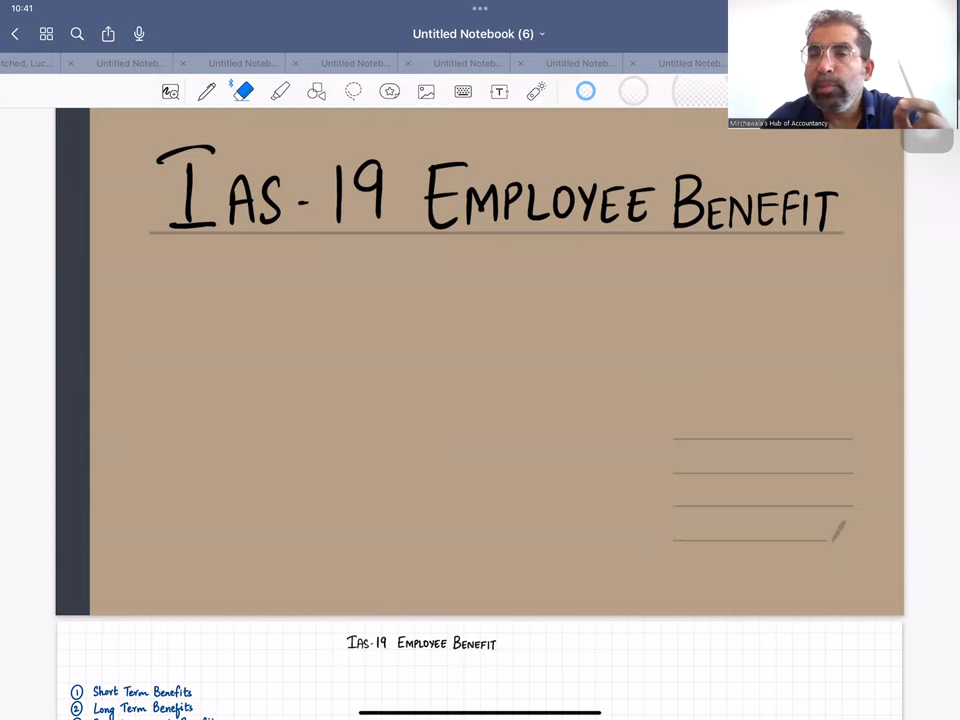 10:41
Untitled Notebook (6)
tched, Luc...
Untitled Noteb...
Untitled Noteb...
Untitled Noteb...
Untitled Noteb...
Untitled Noteb...
Untitled Noteb...
T
Mirchawala's Hub of Accountancy
IAS - 19 EMPLOYEE BENEFIT
IAS-19 EMPLOYEE BENEFIT
1 Short Term Benefits
2 Long Term Benefits